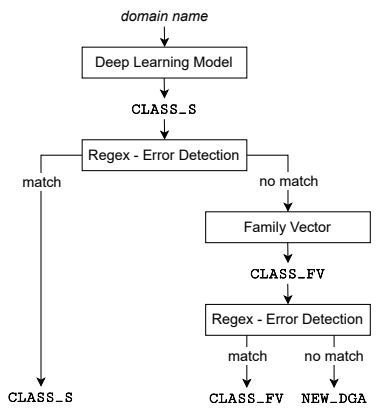 domain name
Deep Learning Model
CLASS_S
Regex - Error Detection
match
no match
Family Vector
CLASS_FV
Regex - Error Detection
match
no match
CLASS_S
CLASS_FV
NEW_DGA